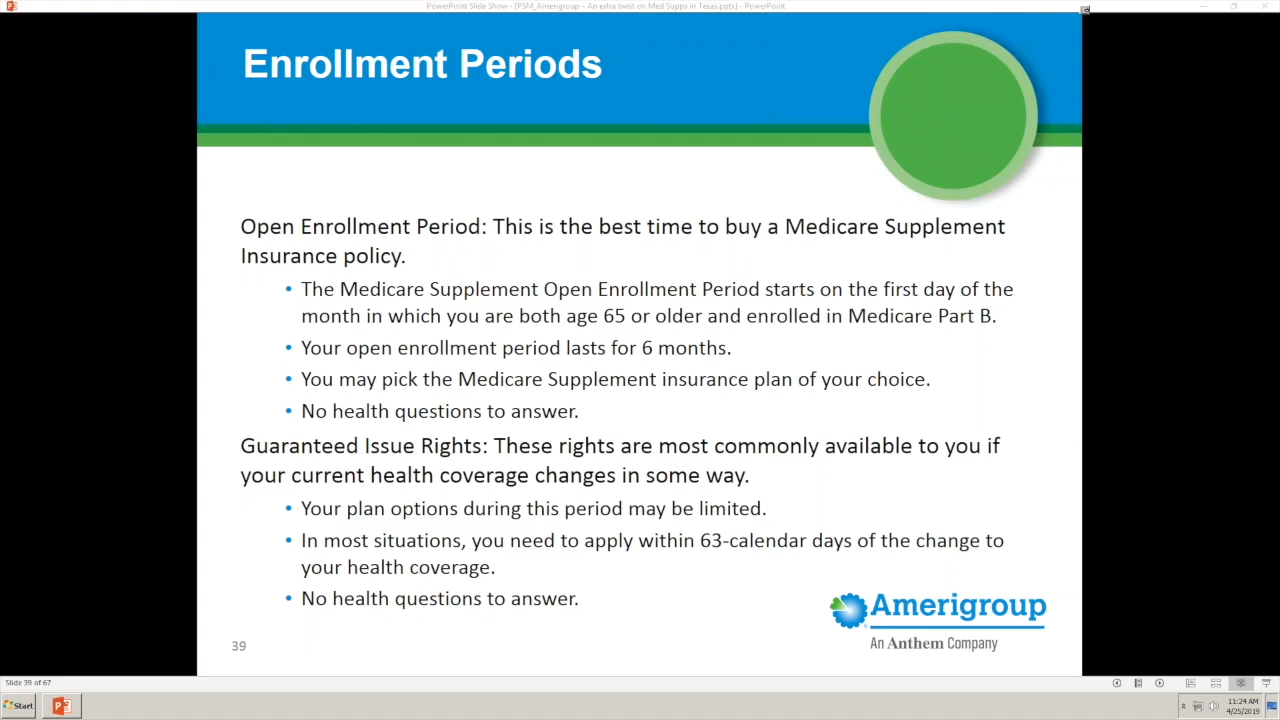 PowerPoint Slide Show - [PSM_Amerigroup – An extra twist on Med Supps in Texas.pptx] - PowerPoint
Enrollment Periods
Open Enrollment Period: This is the best time to buy a Medicare Supplement
Insurance policy.
• The Medicare Supplement Open Enrollment Period starts on the first day of the
month in which you are both age 65 or older and enrolled in Medicare Part B.
• Your open enrollment period lasts for 6 months.
• You may pick the Medicare Supplement insurance plan of your choice.
• No health questions to answer.
Guaranteed Issue Rights: These rights are most commonly available to you if
your current health coverage changes in some way.
• Your plan options during this period may be limited.
• In most situations, you need to apply within 63-calendar days of the change to
your health coverage.
• No health questions to answer.
Amerigroup
An Anthem Company
39
Slide 39 of 67
Start
11:24 AM
4/25/2019